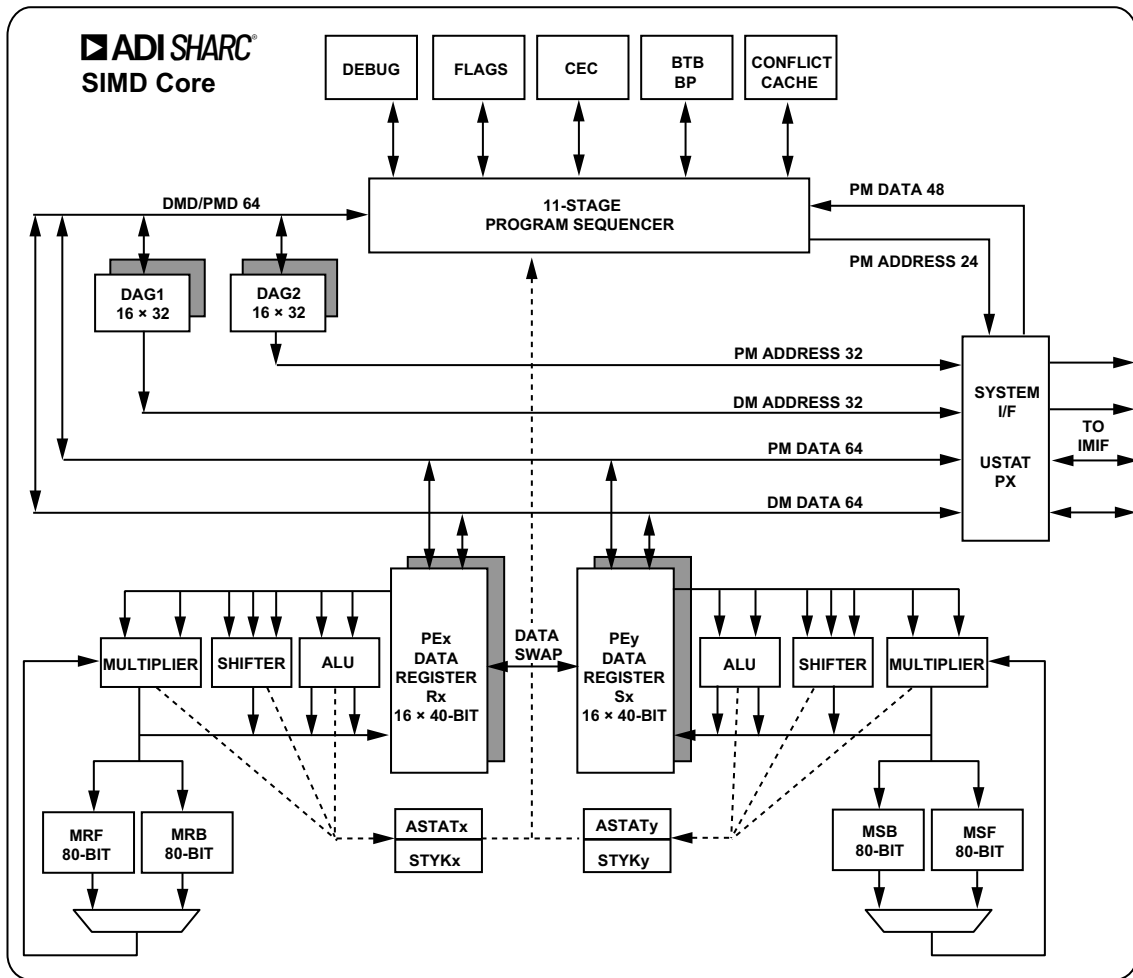 ADI SHARC®
SIMD Core
DEBUG
FLAGS
CEC
BTB
BP
CONFLICT
CACHE
DMD/PMD 64
11-STAGE
PROGRAM SEQUENCER
PM DATA 48
PM ADDRESS 24
DAG1
16 × 32
DAG2
16 × 32
PM ADDRESS 32
DM ADDRESS 32
PM DATA 64
DM DATA 64
SYSTEM
I/F
USTAT
PX
TO
IMIF
MULTIPLIER
SHIFTER
ALU
PEx
DATA
REGISTER
Rx
16 × 40-BIT
DATA
SWAP
PEy
DATA
REGISTER
Sx
16 × 40-BIT
ALU
SHIFTER
MULTIPLIER
MRF
80-BIT
MRB
80-BIT
ASTATx
STYKx
ASTATy
STYKy
MSB
80-BIT
MSF
80-BIT